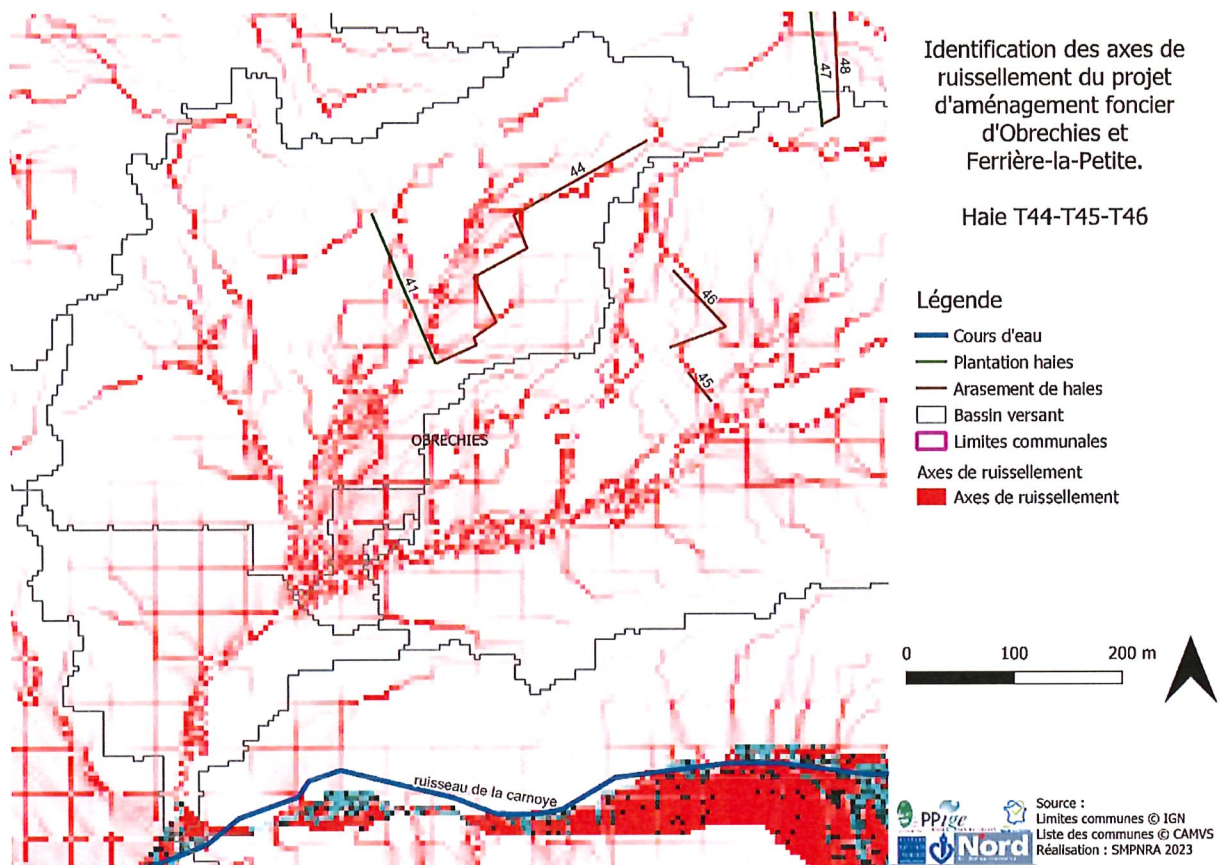 Identification des axes de
ruissellement du projet
d'aménagement foncier
d'Obrechies et
Ferrière-la-Petite.
Haie T44-T45-T46
Légende
Cours d'eau
Plantation haies
Arasement de haies
Bassin versant
Limites communales
Axes de ruissellement
Axes de ruissellement
47
48
44
41
46
45
OBRECHIES
ruisseau de la carnoye
0 100 200 m
PPige
Nord
Source :
Limites communes © IGN
Liste des communes © CAMVS
Réalisation : SMPNRA 2023